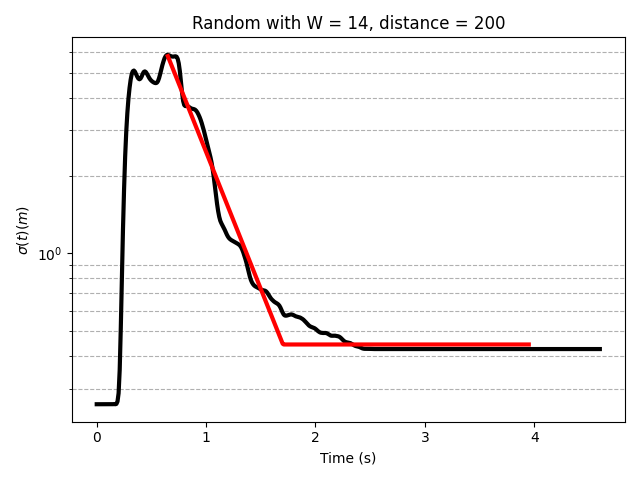 Random with W = 14, distance = 200
σ(t)(m)
10⁰
0 1 2 3 4
Time (s)